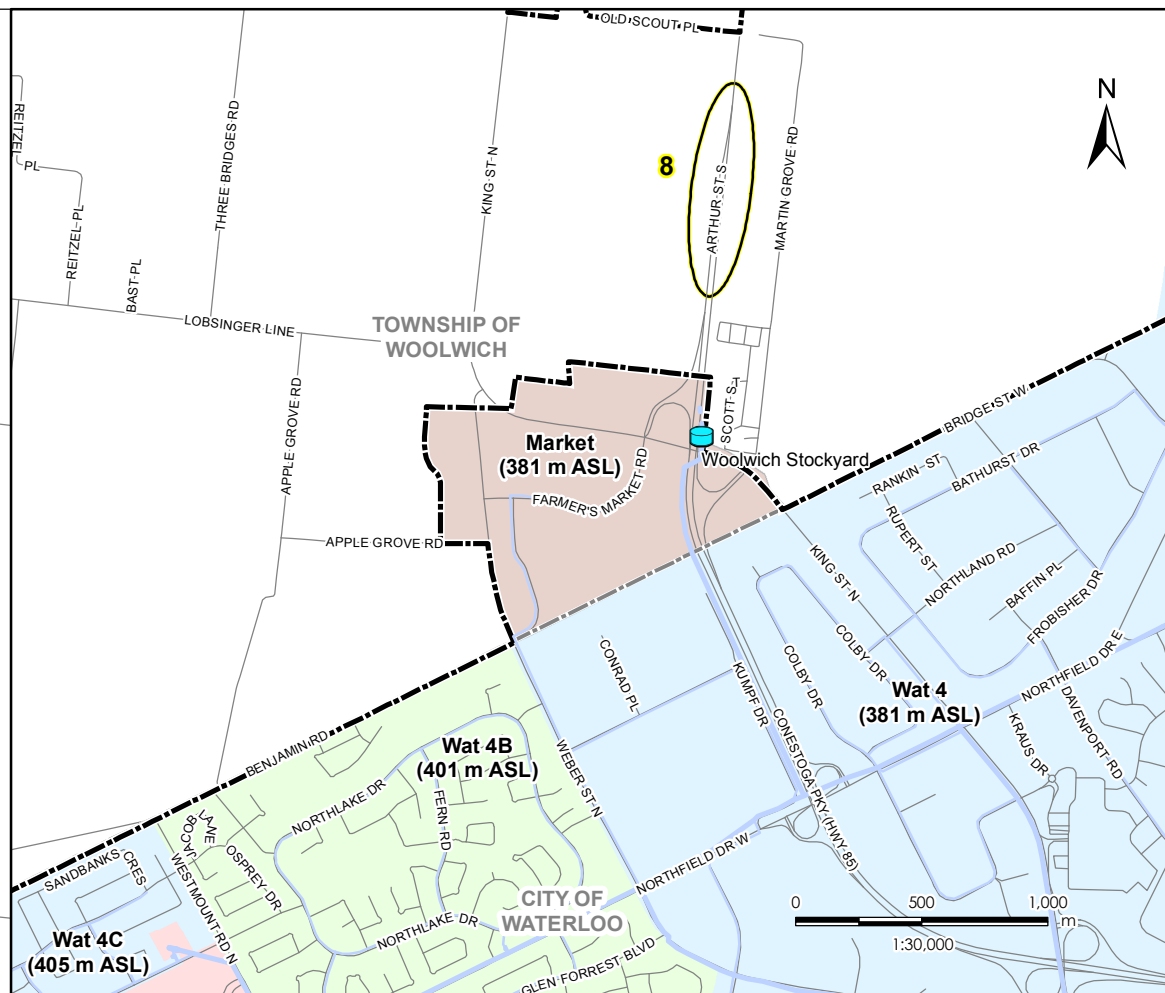 OLD SCOUT PL
N
REITZEL
PL
REITZEL PL
BAST PL
THREE BRIDGES RD
KING ST N
8
ARTHUR ST S
MARTIN GROVE RD
LOBSINGER LINE
TOWNSHIP OF
WOOLWICH
APPLE GROVE RD
SCOTT ST
Market
(381 m ASL)
Woolwich Stockyard
FARMER'S MARKET RD
APPLE GROVE RD
BRIDGE ST W
RANKIN ST
BATHURST DR
RUPERT ST
NORTHLAND RD
BAFFIN PL
FROBISHER DR
KING ST N
COLBY DR
COLBY DR
CONRAD PL
KUMPF DR
Wat 4
(381 m ASL)
NORTHFIELD DR E
DAVENPORT RD
KRAUS DR
CONESTOGA PKY (HWY 85)
BENJAMIN RD
Wat 4B
(401 m ASL)
WEBER ST N
NORTHLAKE DR
FERN RD
JACOB
LANE
OSPREY DR
SANDBANKS
CRES
WESTMOUNT RD N
NORTHFIELD DR W
CITY OF
WATERLOO
NORTHLAKE DR
GLEN FORREST BLVD
Wat 4C
(405 m ASL)
0 500 1,000
m
1:30,000